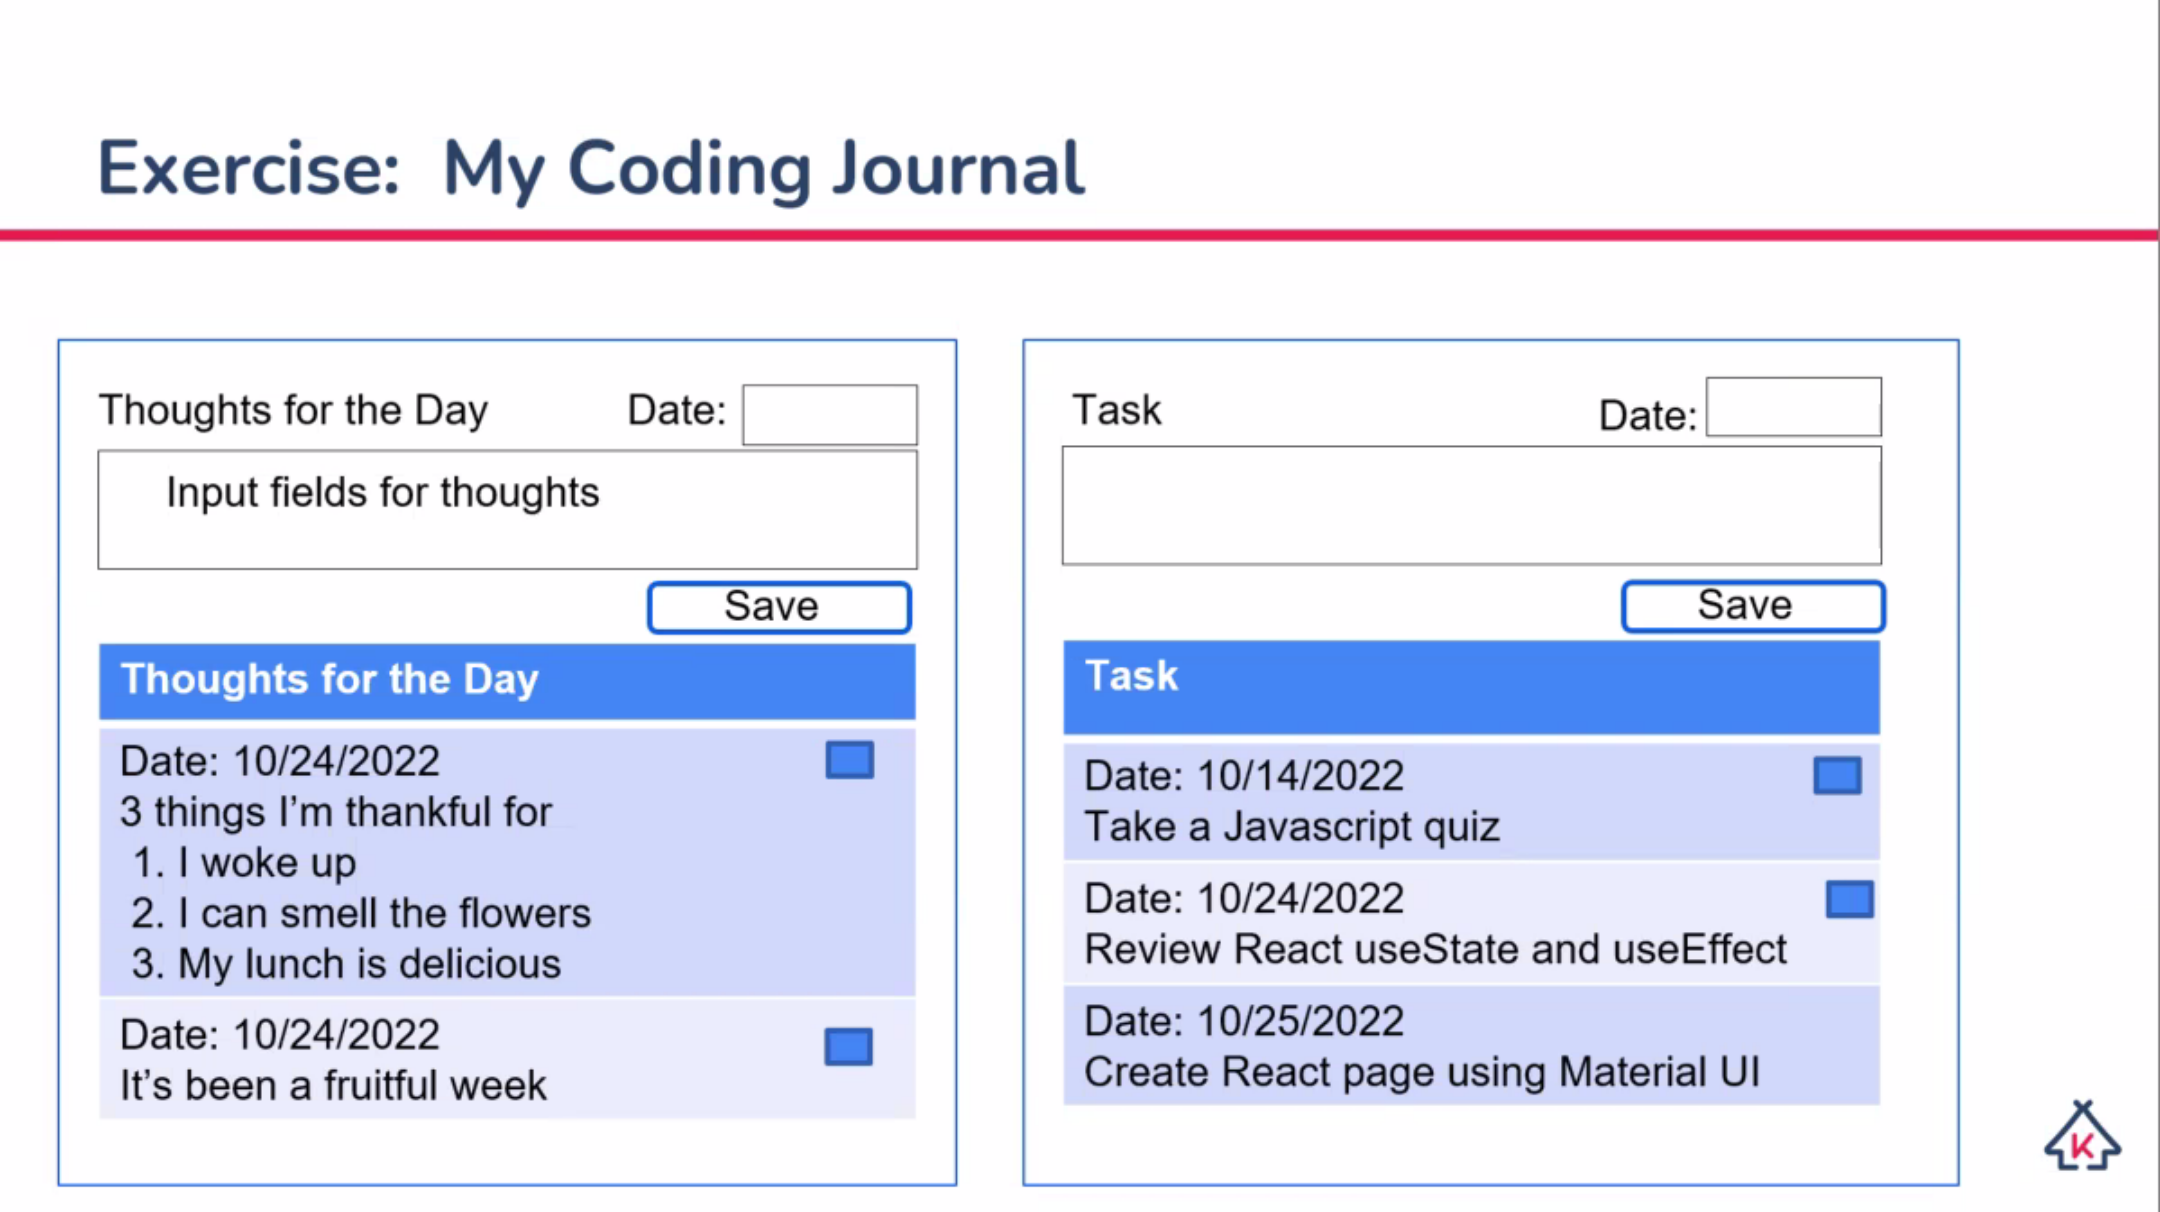 Exercise:  My Coding Journal
Thoughts for the Day
Date:
Input fields for thoughts
Save
Thoughts for the Day
Date: 10/24/2022
3 things I’m thankful for
1. I woke up
2. I can smell the flowers
3. My lunch is delicious
Date: 10/24/2022
It’s been a fruitful week
Task
Date:
Save
Task
Date: 10/14/2022
Take a Javascript quiz
Date: 10/24/2022
Review React useState and useEffect
Date: 10/25/2022
Create React page using Material UI
K